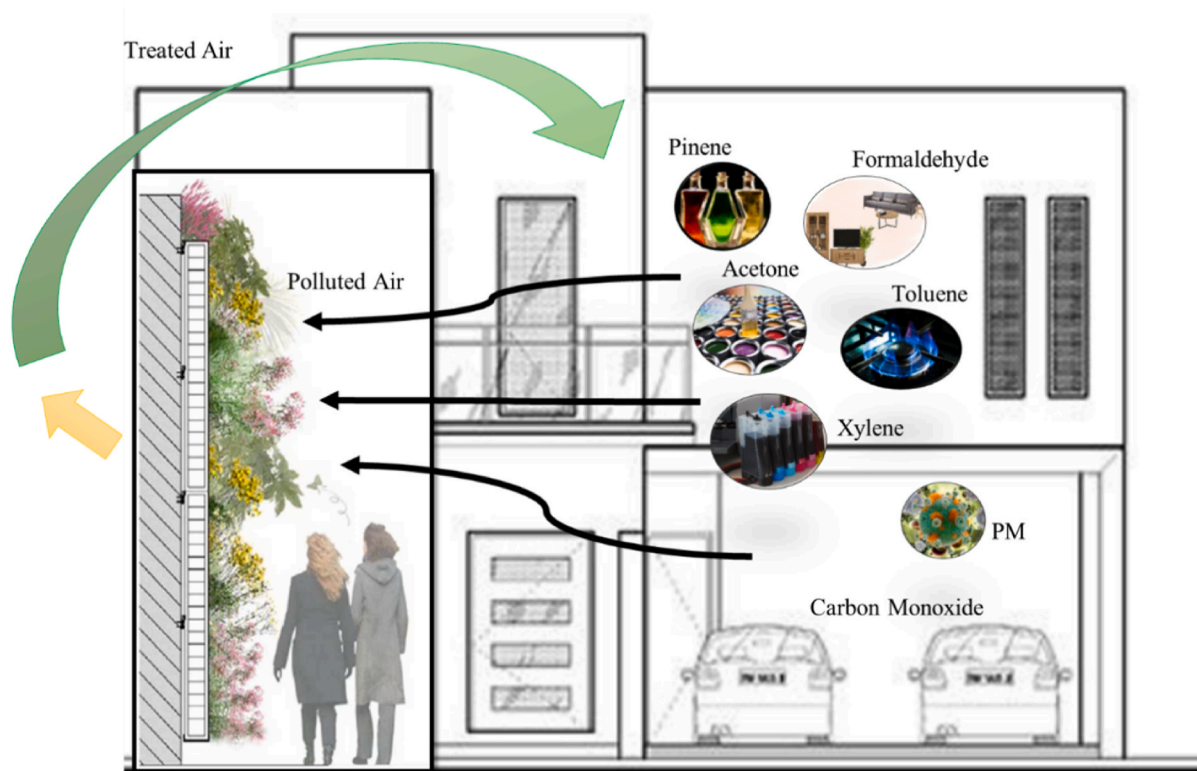 Treated Air
Pinene
Formaldehyde
Polluted Air
Acetone
Toluene
Xylene
PM
Carbon Monoxide